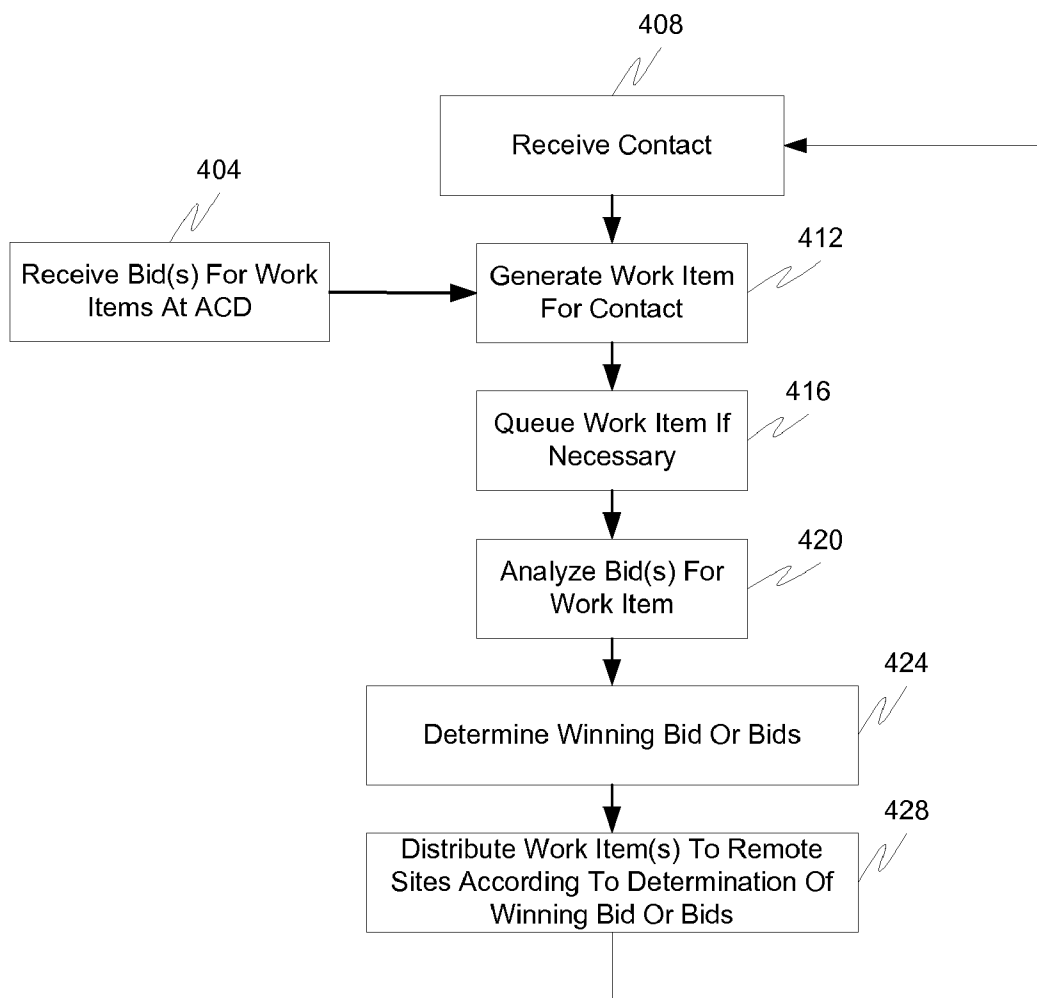 408
Receive Contact
404
Receive Bid(s) For Work
Items At ACD
412
Generate Work Item
For Contact
416
Queue Work Item If
Necessary
420
Analyze Bid(s) For
Work Item
424
Determine Winning Bid Or Bids
428
Distribute Work Item(s) To Remote
Sites According To Determination Of
Winning Bid Or Bids